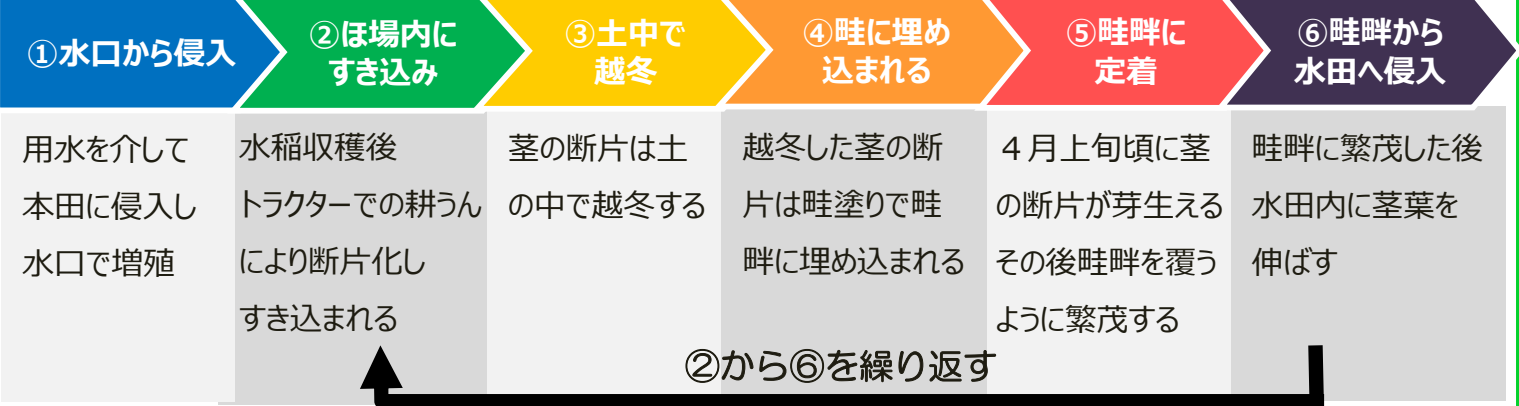 ①水口から侵入
②ほ場内に
すき込み
③土中で
越冬
④畦に埋め
込まれる
⑤畦畔に
定着
⑥畦畔から
水田へ侵入
用水を介して
本田に侵入し
水口で増殖
水稲収穫後
トラクターでの耕うん
により断片化し
すき込まれる
茎の断片は土
の中で越冬する
越冬した茎の断
片は畦塗りで畦
畔に埋め込まれる
４月上旬頃に茎
の断片が芽生える
その後畦畔を覆う
ように繁茂する
畦畔に繁茂した後
水田内に茎葉を
伸ばす
②から⑥を繰り返す